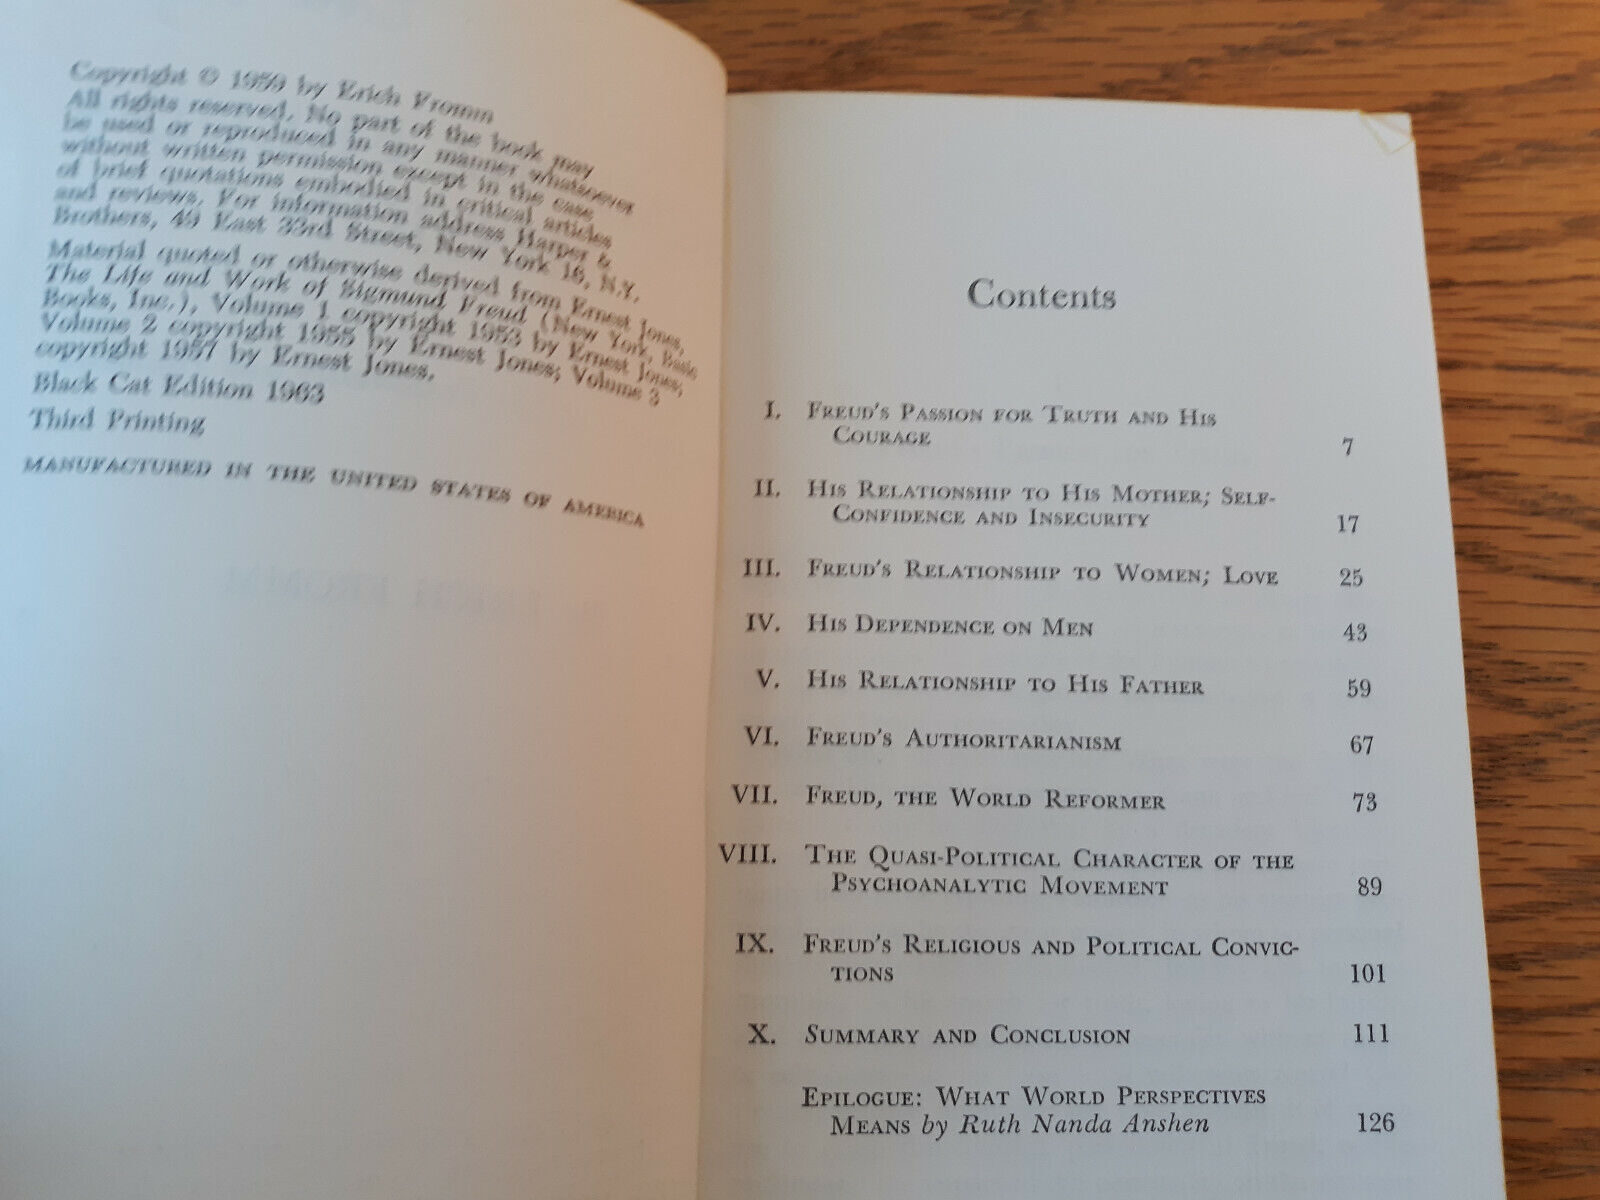 Copyright © 1959 by Erich Fromm
All rights reserved. No part of the book may
be used or reproduced in any manner whatsoever
without written permission except in the case
of brief quotations embodied in critical articles
and reviews. For information address Harper &
Brothers, 49 East 33rd Street, New York 16, N.Y.
Material quoted or otherwise derived from Ernest Jones,
The Life and Work of Sigmund Freud (New York, Basic
Books, Inc.), Volume 1 copyright 1953 by Ernest Jones;
Volume 2 copyright 1955 by Ernest Jones; Volume 3
copyright 1957 by Ernest Jones.
Black Cat Edition 1963
Third Printing
MANUFACTURED IN THE UNITED STATES OF AMERICA
Contents
I. Freud's Passion for Truth and His
Courage 7
II. His Relationship to His Mother; Self-
Confidence and Insecurity 17
III. Freud's Relationship to Women; Love 25
IV. His Dependence on Men 43
V. His Relationship to His Father 59
VI. Freud's Authoritarianism 67
VII. Freud, the World Reformer 73
VIII. The Quasi-Political Character of the
Psychoanalytic Movement 89
IX. Freud's Religious and Political Convic-
tions 101
X. Summary and Conclusion 111
Epilogue: What World Perspectives
Means by Ruth Nanda Anshen 126